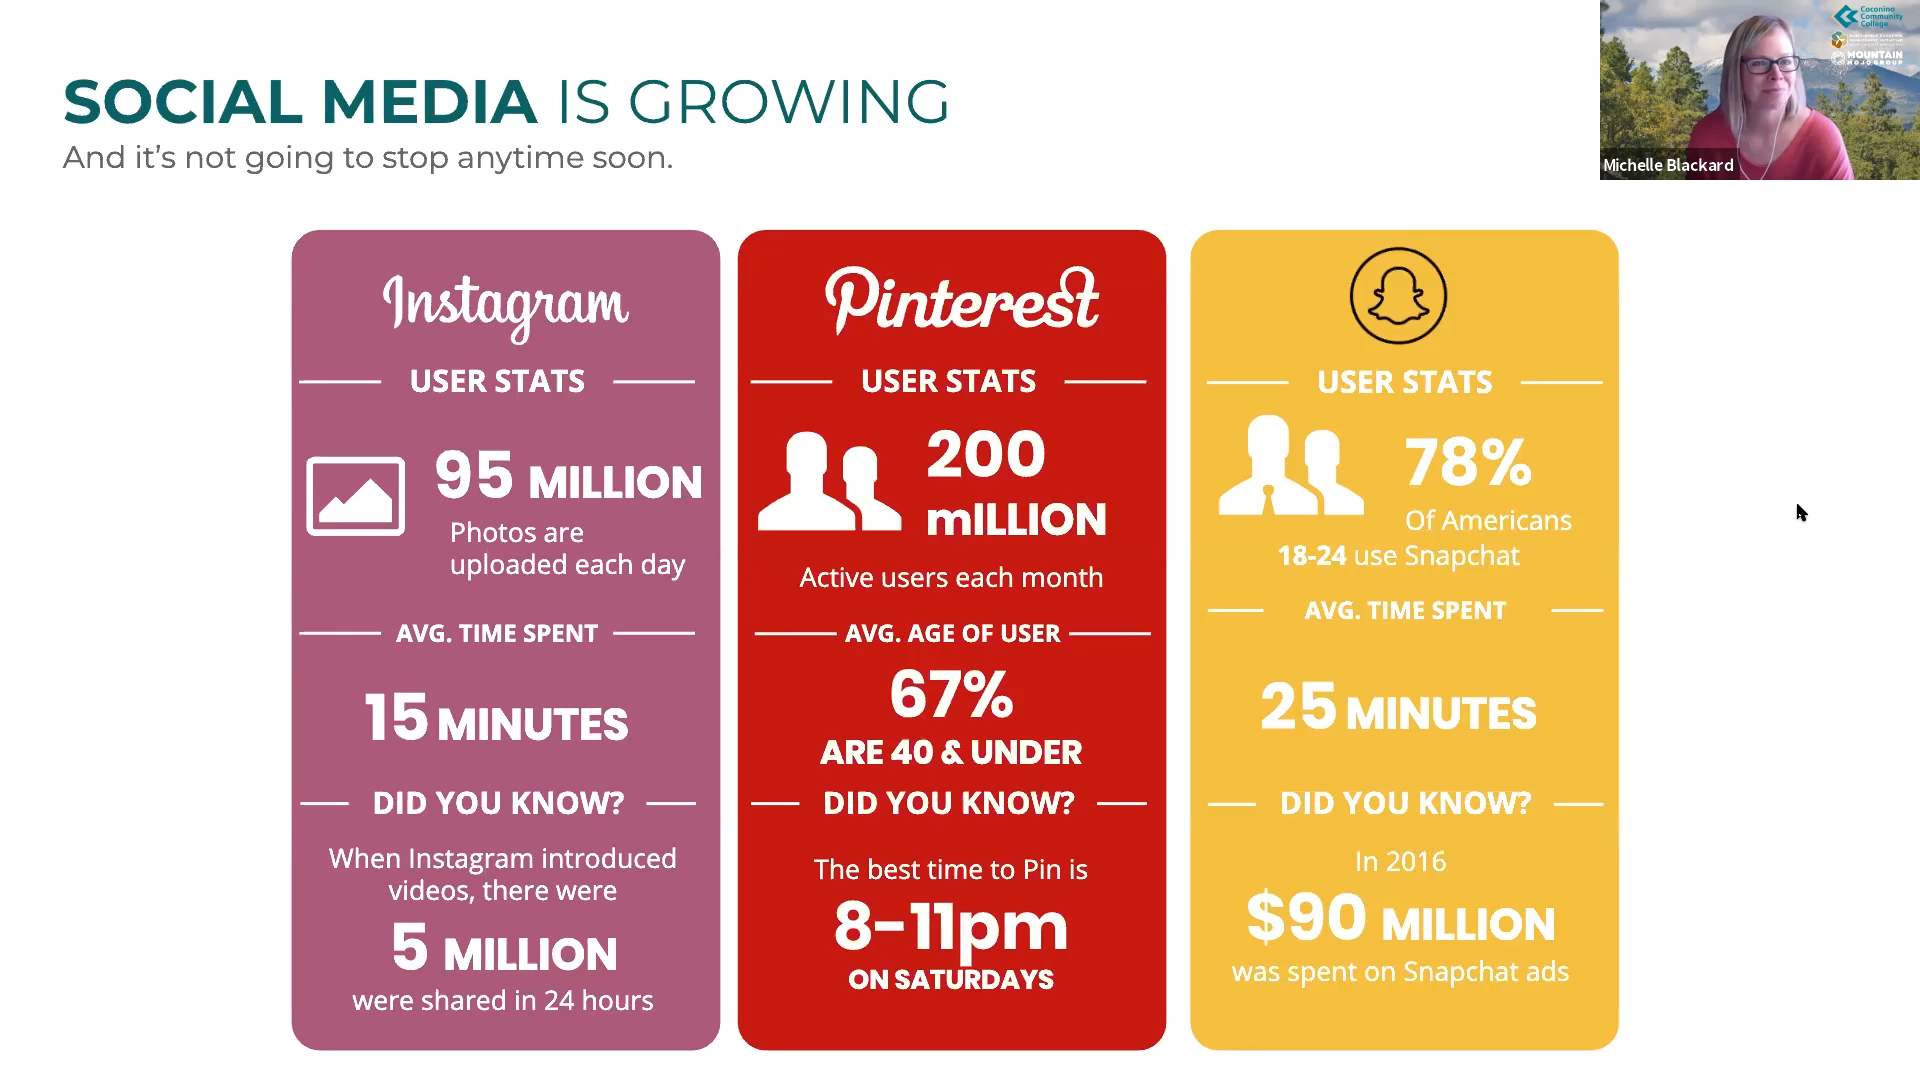 SOCIAL MEDIA IS GROWING
And it's not going to stop anytime soon.
Coconino
Community
College
MOUNTAIN
MOJO GROUP
Michelle Blackard
Instagram
USER STATS
95 MILLION
Photos are
uploaded each day
AVG. TIME SPENT
15 MINUTES
DID YOU KNOW?
When Instagram introduced
videos, there were
5 MILLION
were shared in 24 hours
Pinterest
USER STATS
200
mILLION
Active users each month
AVG. AGE OF USER
67%
ARE 40 & UNDER
DID YOU KNOW?
The best time to Pin is
8-11pm
ON SATURDAYS
USER STATS
78%
Of Americans
18-24 use Snapchat
AVG. TIME SPENT
25 MINUTES
DID YOU KNOW?
In 2016
$90 MILLION
was spent on Snapchat ads